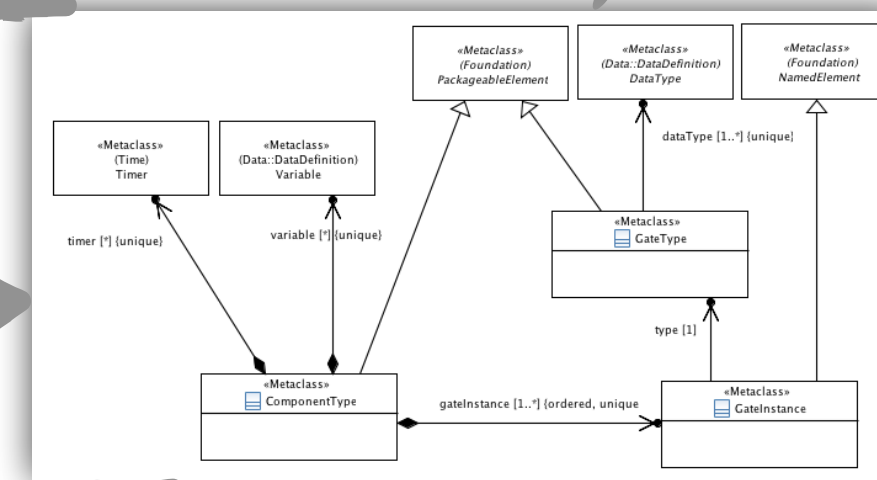 «Metaclass»
(Foundation)
PackageableElement
«Metaclass»
(Data::DataDefinition)
DataType
«Metaclass»
(Foundation)
NamedElement
«Metaclass»
(Time)
Timer
«Metaclass»
(Data::DataDefinition)
Variable
dataType [1..*] {unique}
timer [*] {unique}
variable [*] {unique}
«Metaclass»
GateType
type [1]
«Metaclass»
ComponentType
gateInstance [1..*] {ordered, unique
«Metaclass»
GateInstance